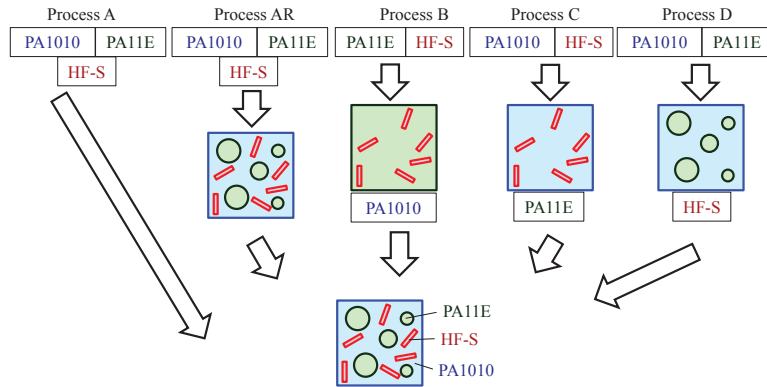 Process A Process AR Process B Process C Process D
PA1010 PA11E PA1010 PA11E PA11E HF-S PA1010 HF-S PA1010 PA11E
HF-S HF-S
PA1010 PA11E HF-S
PA11E
HF-S
PA1010